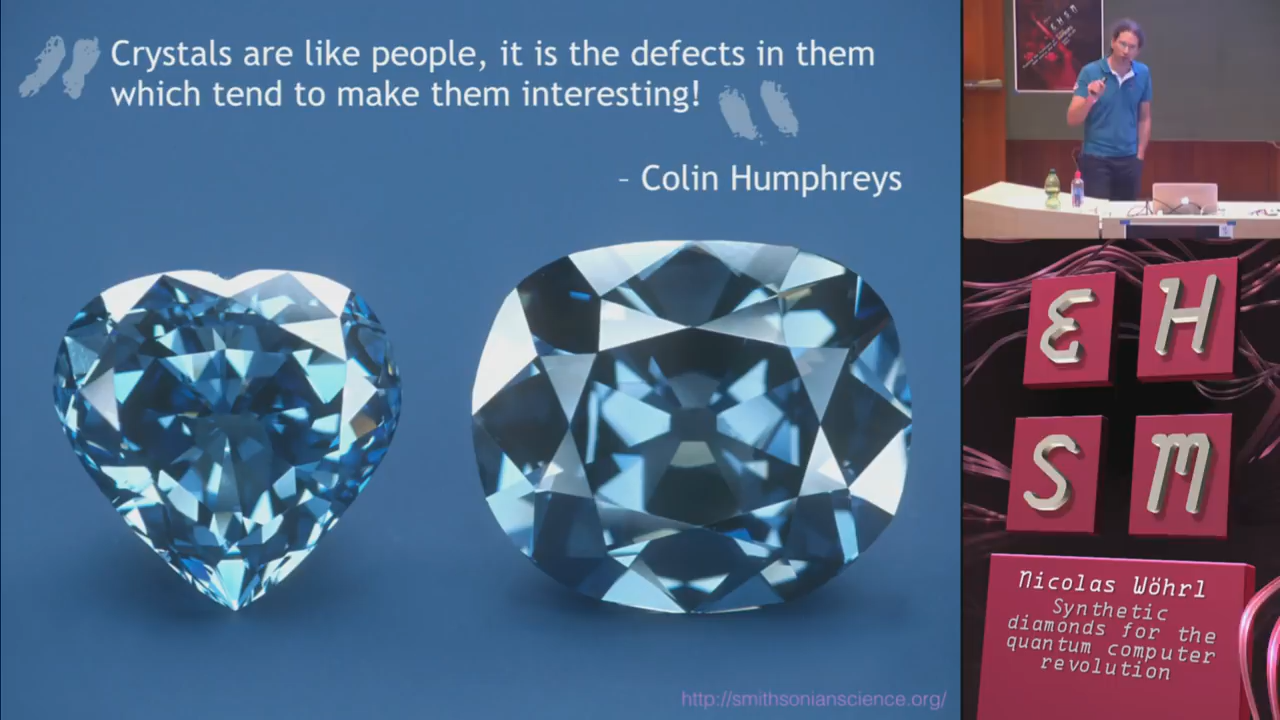 Crystals are like people, it is the defects in them
which tend to make them interesting!
– Colin Humphreys
http://smithsonianscience.org/
E H
S M
Nicolas Wöhrl
Synthetic
diamonds for the
quantum computer
revolution